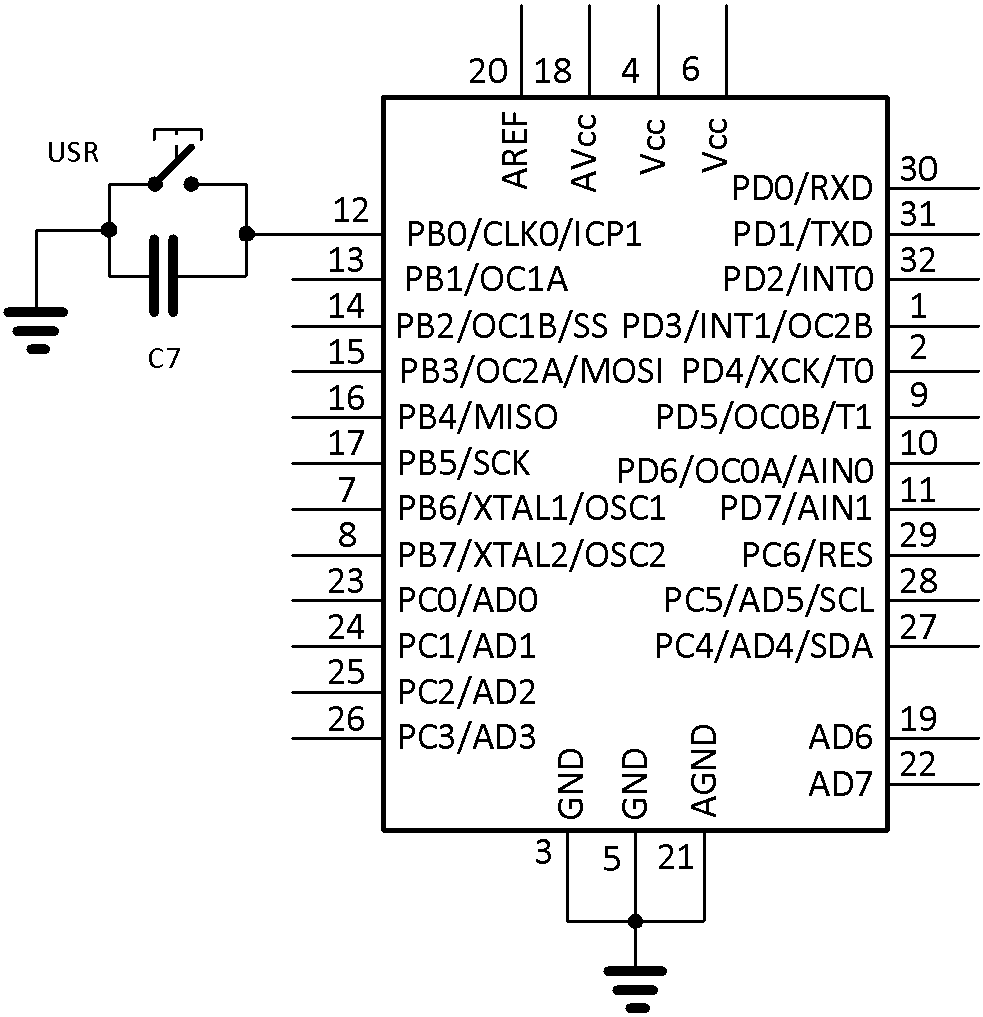 20 18 4 6
AREF AVcc Vcc Vcc
USR
C7
12 PB0/CLK0/ICP1
13 PB1/OC1A
14 PB2/OC1B/SS
15 PB3/OC2A/MOSI
16 PB4/MISO
17 PB5/SCK
7 PB6/XTAL1/OSC1
8 PB7/XTAL2/OSC2
23 PC0/AD0
24 PC1/AD1
25 PC2/AD2
26 PC3/AD3
PD0/RXD 30
PD1/TXD 31
PD2/INT0 32
PD3/INT1/OC2B 1
PD4/XCK/T0 2
PD5/OC0B/T1 9
PD6/OC0A/AIN0 10
PD7/AIN1 11
PC6/RES 29
PC5/AD5/SCL 28
PC4/AD4/SDA 27
AD6 19
AD7 22
GND GND AGND
3 5 21